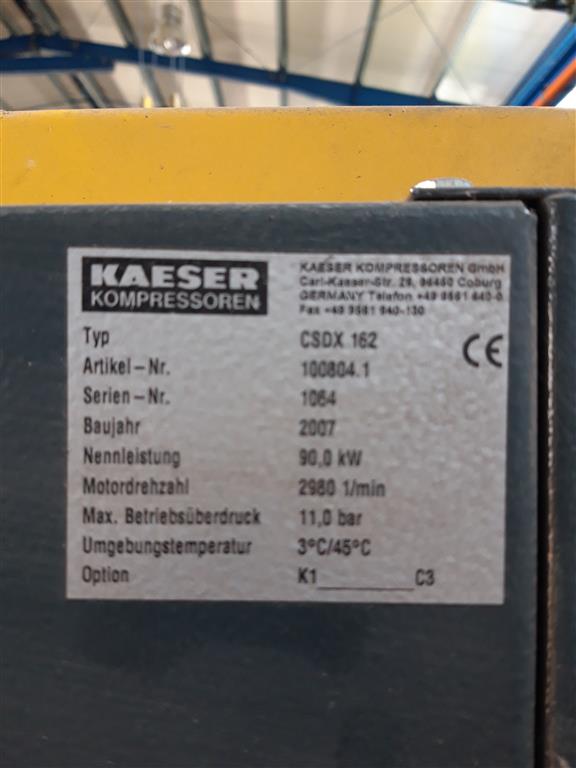 KAESER
KOMPRESSOREN
KAESER KOMPRESSOREN GmbH
Carl-Kaeser-Str. 26, 96450 Coburg
GERMANY Telefon +49 9561 640-0
Fax +49 9561 640-130
Typ CSDX 162
Artikel-Nr. 100804.1
Serien-Nr. 1064
Baujahr 2007
Nennleistung 90,0 kW
Motordrehzahl 2980 1/min
Max. Betriebsüberdruck 11,0 bar
Umgebungstemperatur 3°C/45°C
Option K1________C3
CE